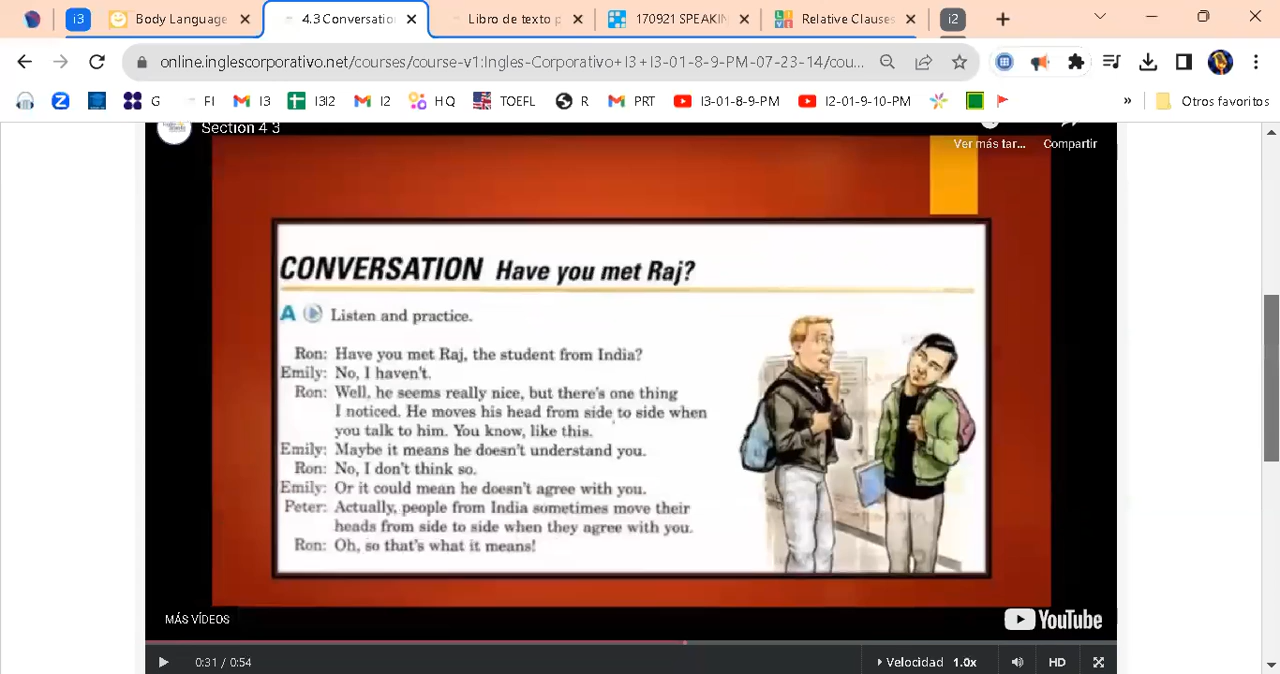 i3
Body Language
4.3 Conversatio
Libro de texto p
170921 SPEAKIN
Relative Clauses
i2
online.inglescorporativo.net/courses/course-v1:Ingles-Corporativo+I3+I3-01-8-9-PM-07-23-14/cou...
G
FI
I3
I3I2
I2
HQ
TOEFL
R
PRT
I3-01-8-9-PM
I2-01-9-10-PM
»
Otros favoritos
Section 4 3
Ver más tar...
Compartir
CONVERSATION Have you met Raj?
A Listen and practice.
Ron: Have you met Raj, the student from India?
Emily: No, I haven't.
Ron: Well, he seems really nice, but there's one thing
I noticed. He moves his head from side to side when
you talk to him. You know, like this.
Emily: Maybe it means he doesn't understand you.
Ron: No, I don't think so.
Emily: Or it could mean he doesn't agree with you.
Peter: Actually, people from India sometimes move their
heads from side to side when they agree with you.
Ron: Oh, so that's what it means!
MÁS VÍDEOS
YouTube
0:31 / 0:54
Velocidad 1.0x
HD